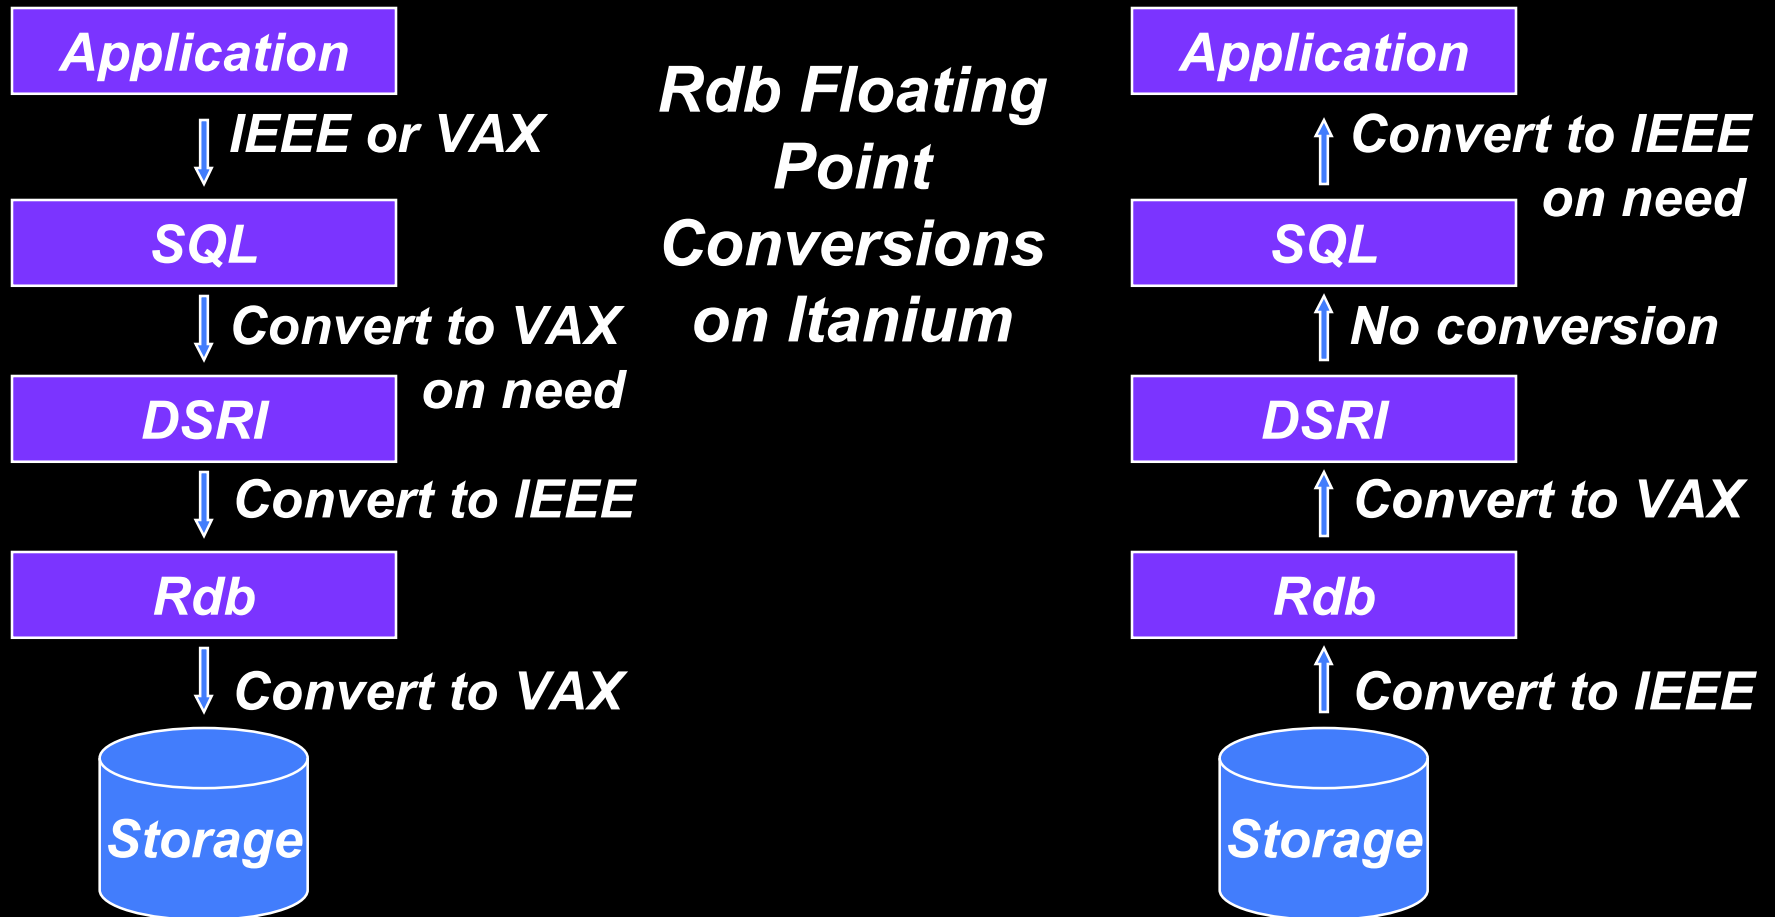 Application
IEEE or VAX
SQL
Convert to VAX
on need
DSRI
Convert to IEEE
Rdb
Convert to VAX
Storage
Rdb Floating
Point
Conversions
on Itanium
Application
Convert to IEEE
on need
SQL
No conversion
DSRI
Convert to VAX
Rdb
Convert to IEEE
Storage